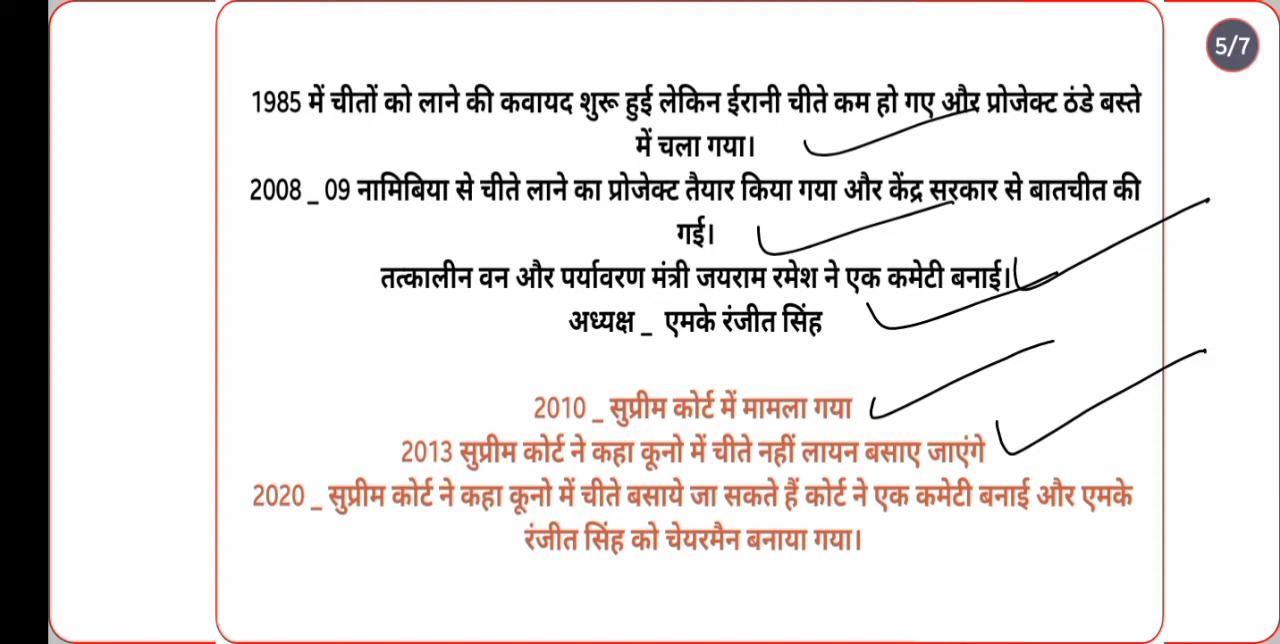 5/7
1985 में चीतों को लाने की कवायद शुरू हुई लेकिन ईरानी चीते कम हो गए और प्रोजेक्ट ठंडे बस्ते
में चला गया।
2008 _ 09 नामिबिया से चीते लाने का प्रोजेक्ट तैयार किया गया और केंद्र सरकार से बातचीत की
गई।
तत्कालीन वन और पर्यावरण मंत्री जयराम रमेश ने एक कमेटी बनाई।
अध्यक्ष _ एमके रंजीत सिंह
2010 _ सुप्रीम कोर्ट में मामला गया
2013 सुप्रीम कोर्ट ने कहा कूनो में चीते नहीं लायन बसाए जाएंगे
2020 _ सुप्रीम कोर्ट ने कहा कूनो में चीते बसाये जा सकते हैं कोर्ट ने एक कमेटी बनाई और एमके
रंजीत सिंह को चेयरमैन बनाया गया।